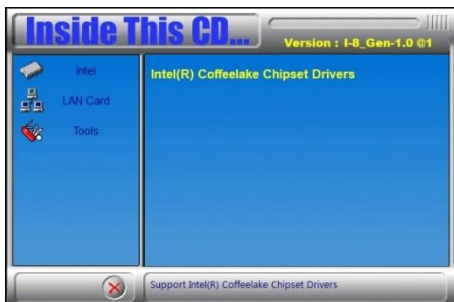 Inside This CD...
Version : I-8_Gen-1.0 @1
Intel
LAN Card
Tools
Intel(R) Coffeelake Chipset Drivers
Support Intel(R) Coffeelake Chipset Drivers